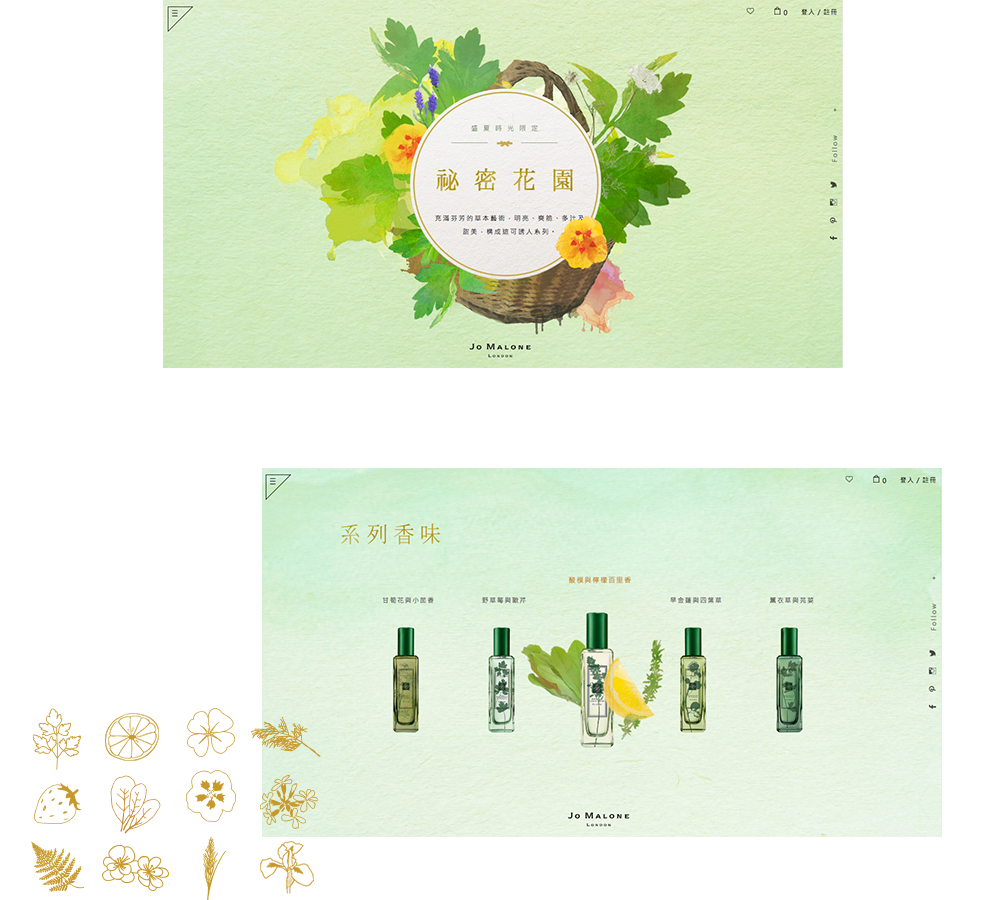 0 登入 / 註冊
盛夏時光限定
祕密花園
充滿芬芳的草本藝術，明亮、爽脆、多汁及
甜美，構成這可誘人系列。
Follow
JO MALONE
LONDON
0 登入 / 註冊
系列香味
酸模與檸檬百里香
甘菊花與小茴香
野草莓與歐芹
旱金蓮與四葉草
薰衣草與芫荽
Follow
JO MALONE
LONDON